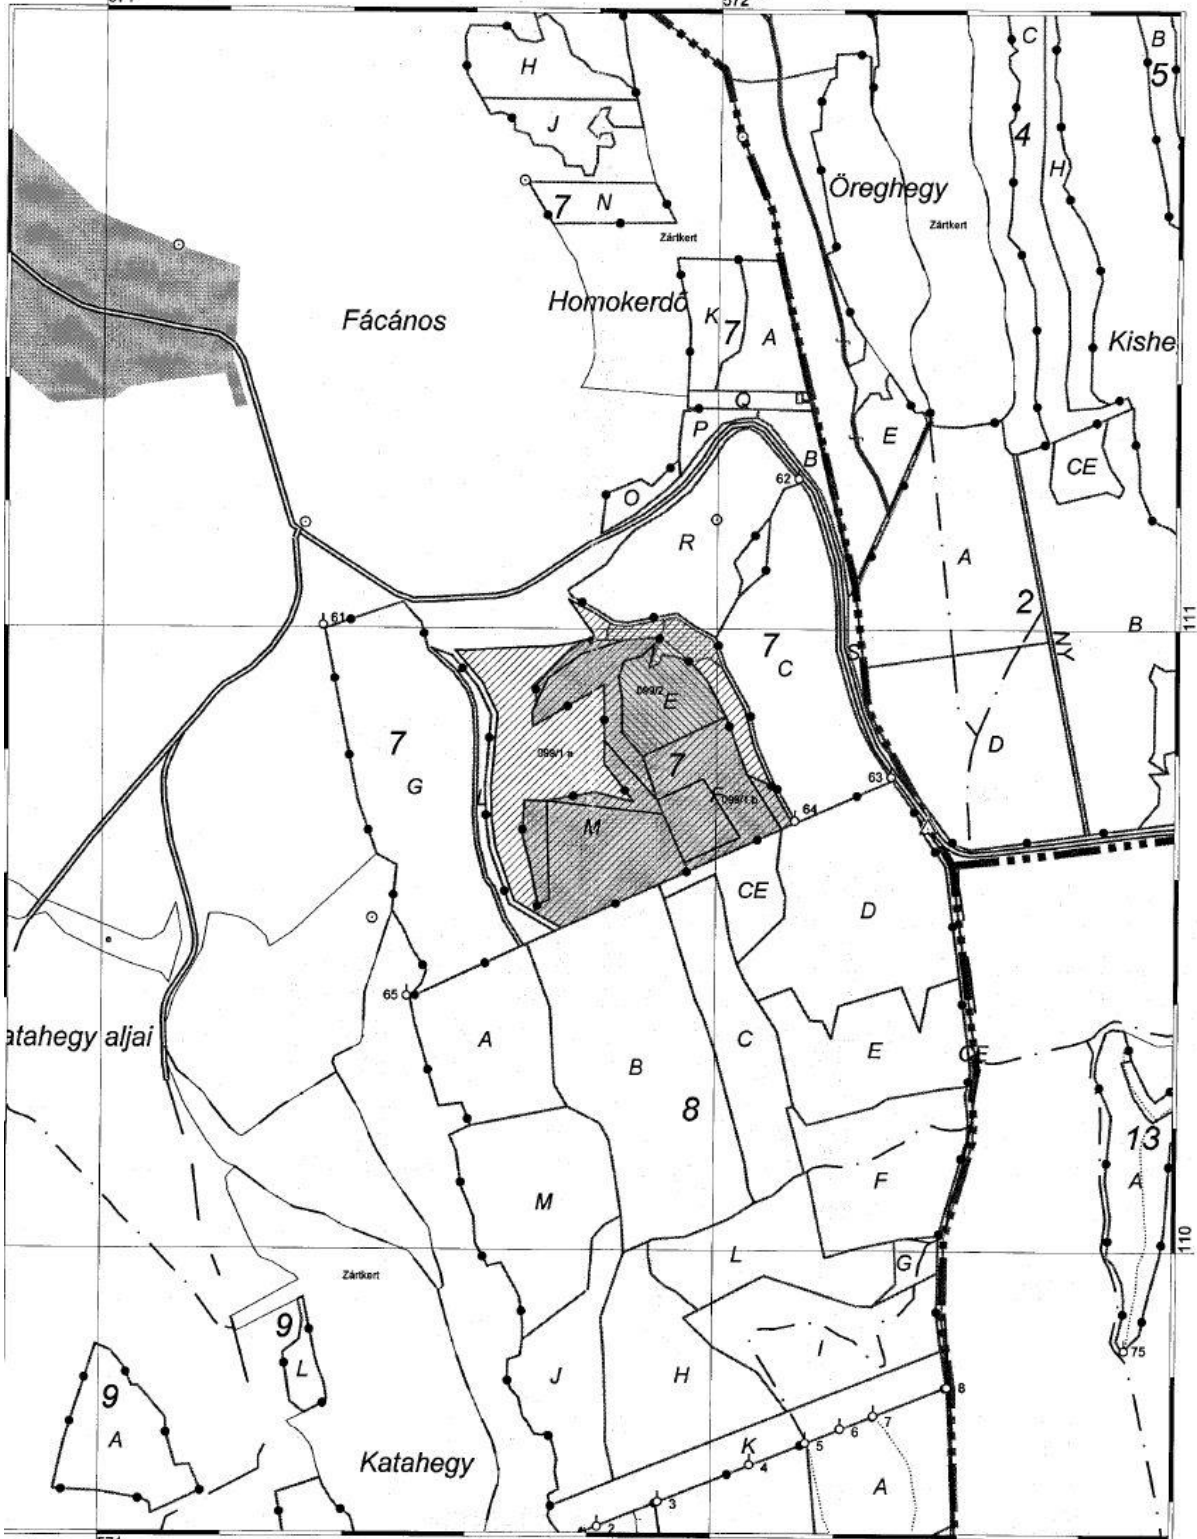 572
H
J
7 N
Zártkert
C
B
5
4
H
Öreghegy
Zártkert
Fácános
Homokerdő
K
7
A
Kishe
Q
P
E
CE
B
62
O
R
A
61
2
B
111
7
C
S
NY
099/2
E
7
G
D
7
099/1 a
63
099/1 b
64
M
CE
D
65
atahegy aljai
A
C
E
CE
B
8
13
A
M
F
110
L
G
Zártkert
9
L
I
75
J
H
9
A
8
7
6
5
K
4
Katahegy
A
3
2